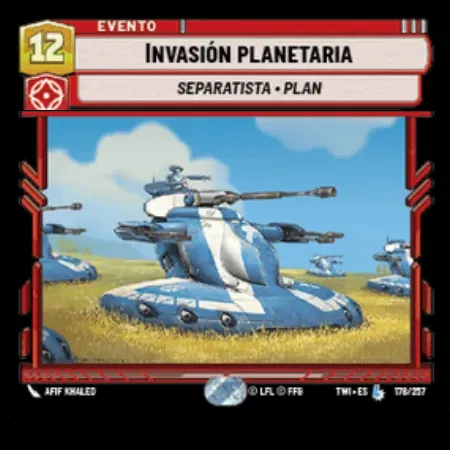 EVENTO
12
INVASIÓN PLANETARIA
SEPARATISTA • PLAN
AFIF KHALED
© LFL © FFG
TWI • ES
178/257